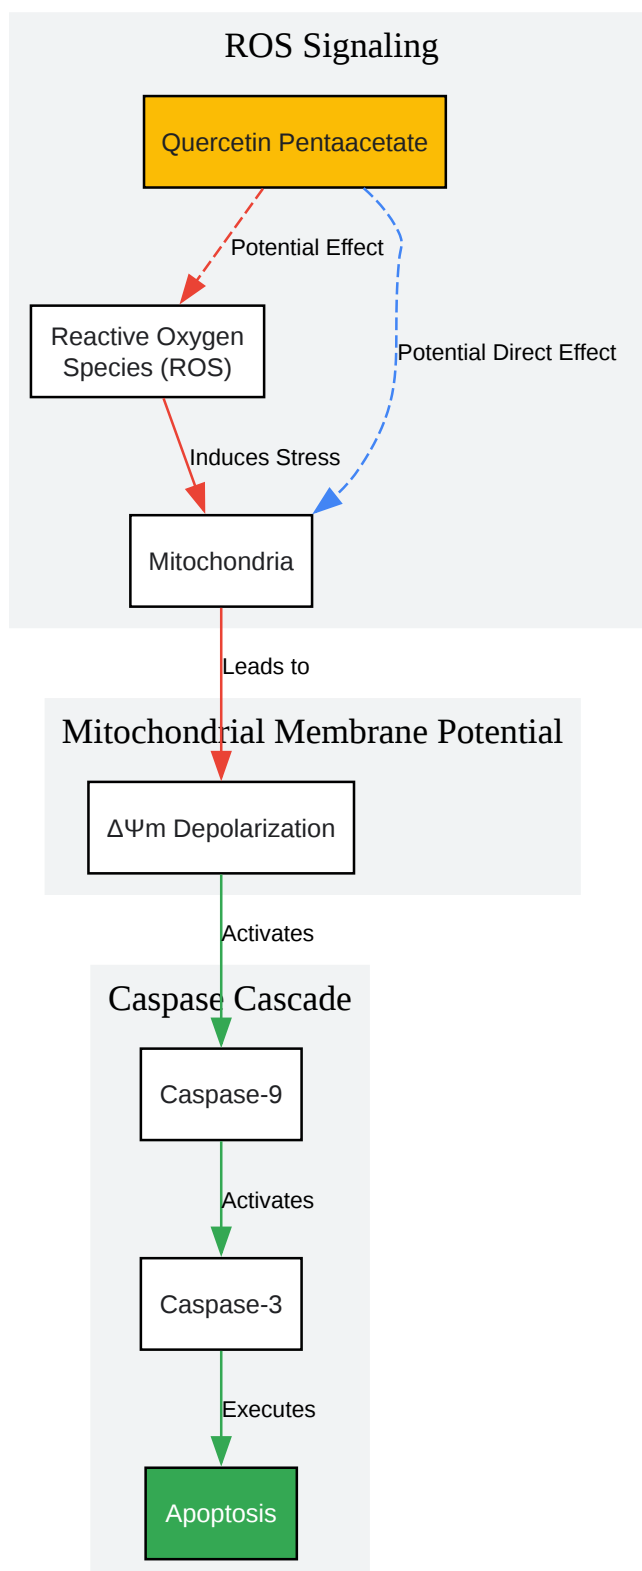 ROS Signaling
Quercetin Pentaacetate
Potential Effect
Reactive Oxygen
Species (ROS)
Potential Direct Effect
Induces Stress
Mitochondria
Leads to
Mitochondrial Membrane Potential
ΔΨm Depolarization
Activates
Caspase Cascade
Caspase-9
Activates
Caspase-3
Executes
Apoptosis